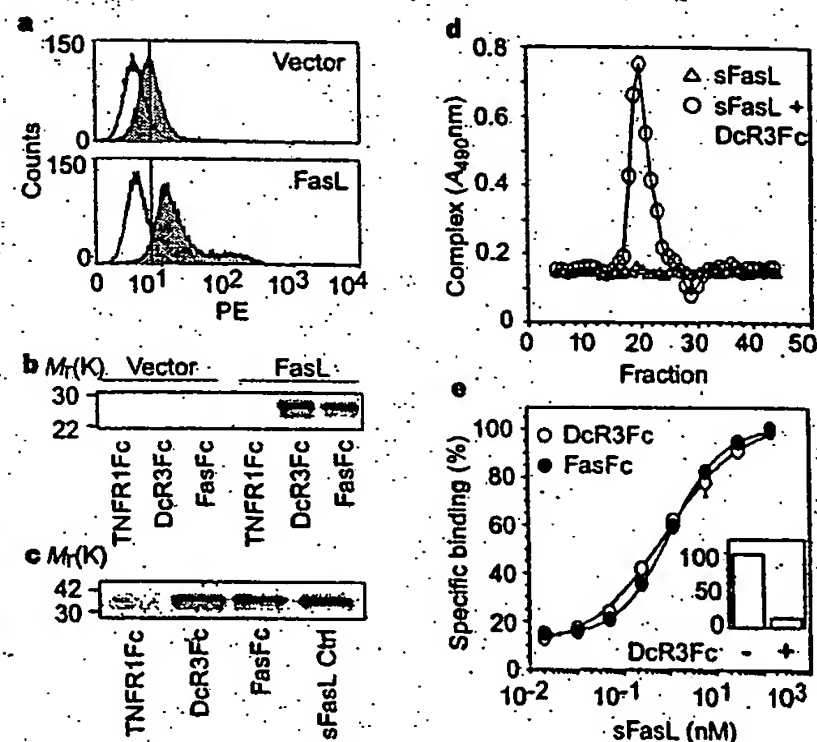 a
150
Vector
0
Counts
150
FasL
0
0 10¹ 10² 10³ 10⁴
PE
b Mr(K) Vector FasL
30
22
TNFR1Fc
DcR3Fc
FasFc
TNFR1Fc
DcR3Fc
FasFc
c Mr(K)
42
30
TNFR1Fc
DcR3Fc
FasFc
sFasL Ctrl
d
0.8
0.6
0.4
0.2
0
Complex (A490nm)
△ sFasL
○ sFasL +
DcR3Fc
0 10 20 30 40 50
Fraction
e
100
80
60
40
20
0
Specific binding (%)
○ DcR3Fc
● FasFc
100
50
0
DcR3Fc - +
10⁻² 10⁻¹ 10¹ 10³
sFasL (nM)